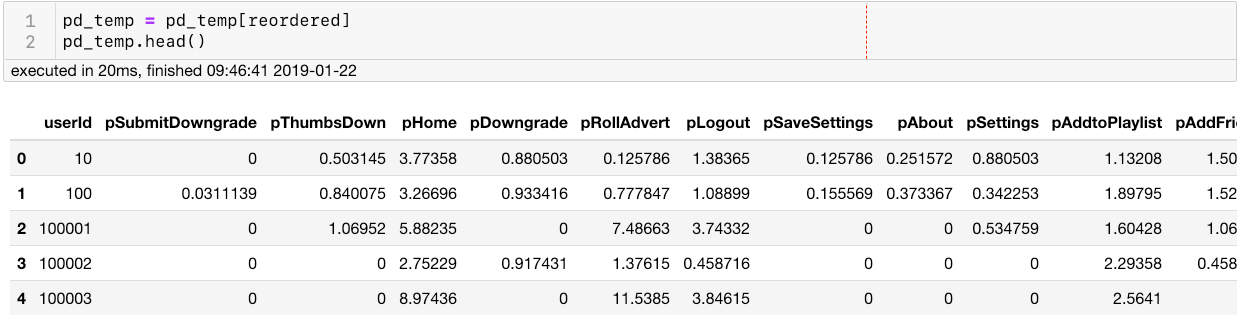 1 pd_temp = pd_temp[reordered]
2 pd_temp.head()
executed in 20ms, finished 09:46:41 2019-01-22
userId pSubmitDowngrade pThumbsDown pHome pDowngrade pRollAdvert pLogout pSaveSettings pAbout pSettings pAddtoPlaylist pAddFri
0 10 0 0.503145 3.77358 0.880503 0.125786 1.38365 0.125786 0.251572 0.880503 1.13208 1.50
1 100 0.0311139 0.840075 3.26696 0.933416 0.777847 1.08899 0.155569 0.373367 0.342253 1.89795 1.52
2 100001 0 1.06952 5.88235 0 7.48663 3.74332 0 0 0.534759 1.60428 1.06
3 100002 0 0 2.75229 0.917431 1.37615 0.458716 0 0 0 2.29358 0.458
4 100003 0 0 8.97436 0 11.5385 3.84615 0 0 0 2.5641